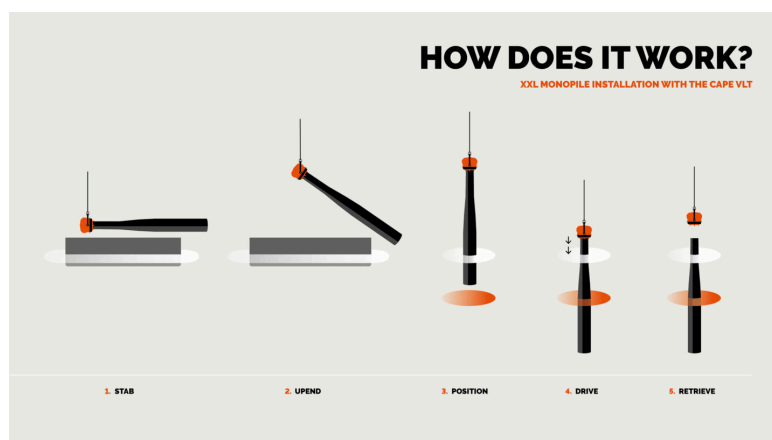 HOW DOES IT WORK?
XXL MONOPILE INSTALLATION WITH THE CAPE VLT
1. STAB
2. UPEND
3. POSITION
4. DRIVE
5. RETRIEVE